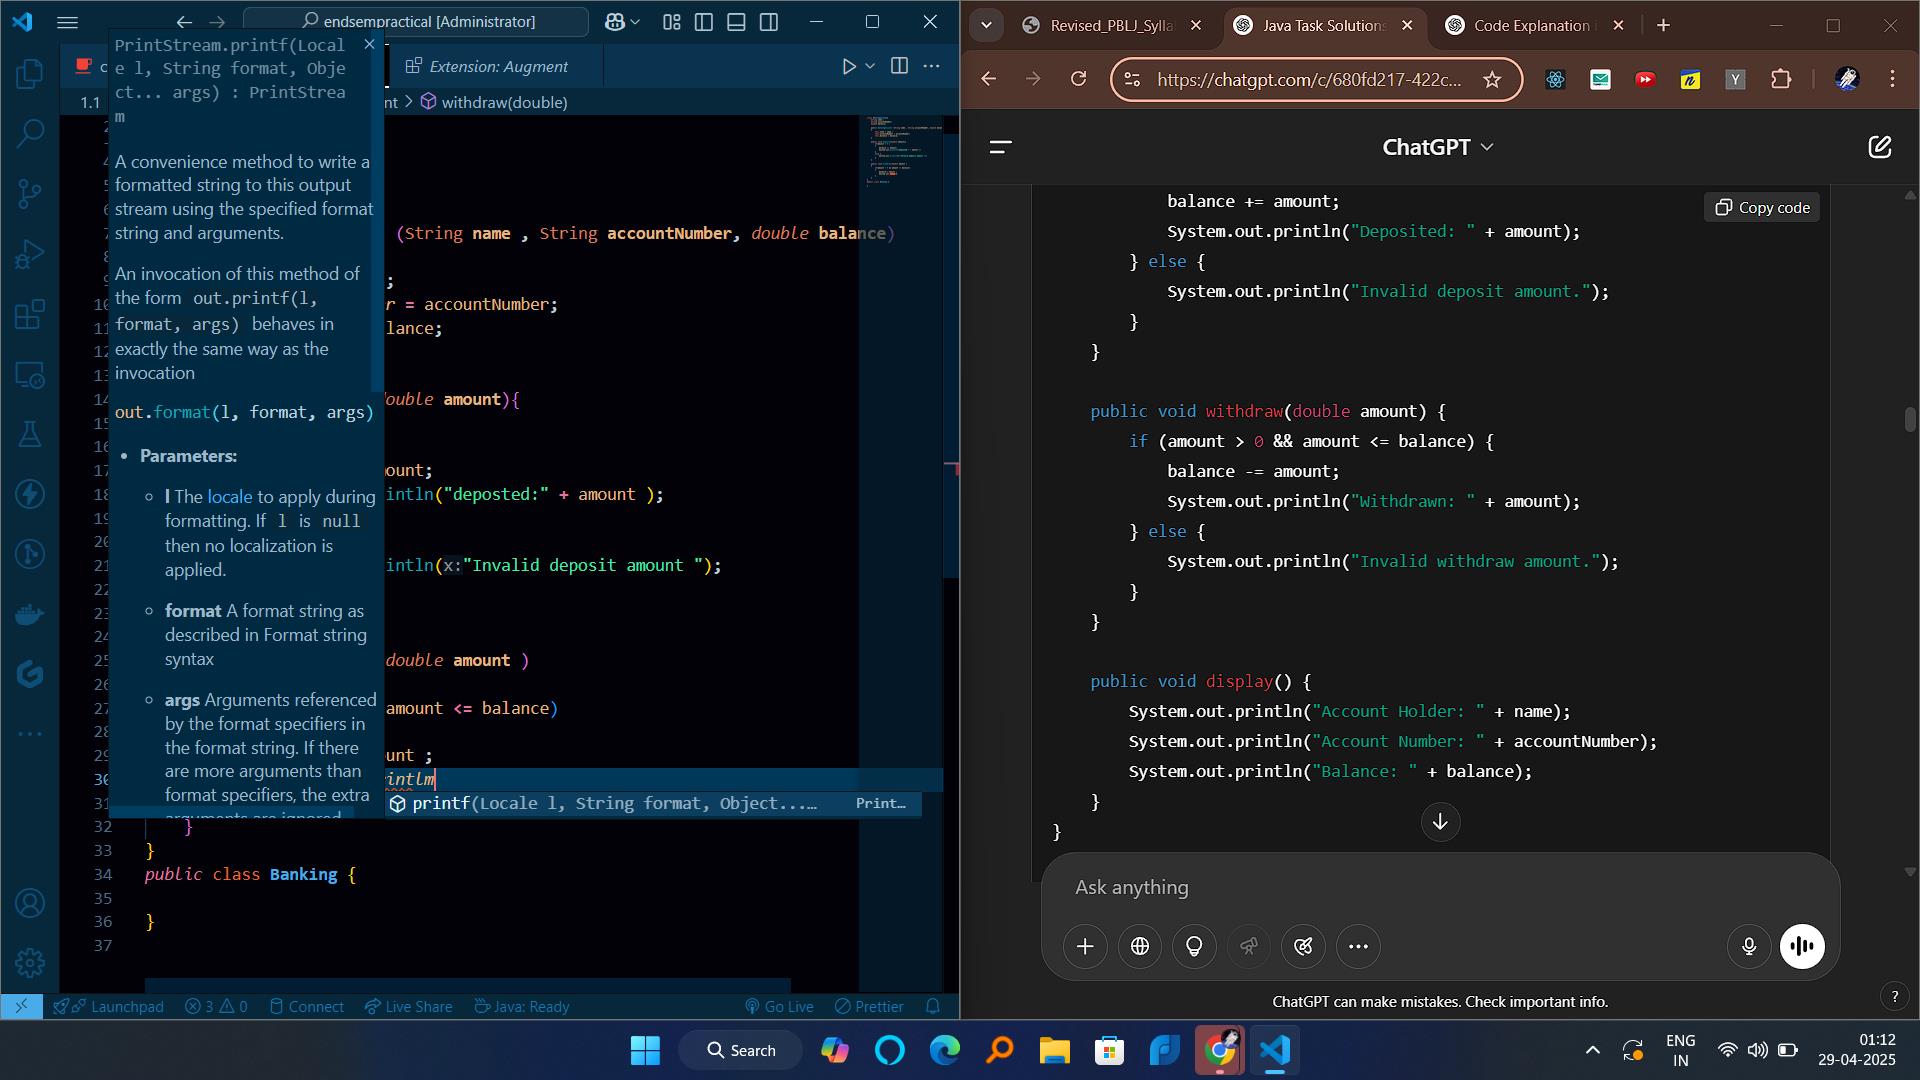 endsempractical [Administrator]
PrintStream.printf(Local
e l, String format, Obje
ct... args) : PrintStrea
m
A convenience method to write a
formatted string to this output
stream using the specified format
string and arguments.
An invocation of this method of
the form out.printf(l,
format, args) behaves in
exactly the same way as the
invocation
out.format(l, format, args)
Parameters:
l The locale to apply during
formatting. If l is null
then no localization is
applied.
format A format string as
described in Format string
syntax
args Arguments referenced
by the format specifiers in
the format string. If there
are more arguments than
format specifiers, the extra
arguments are ignored
Extension: Augment
1.1
nt > withdraw(double)
(String name , String accountNumber, double balance)
;
r = accountNumber;
lance;
ouble amount){
ount;
intln("deposted:" + amount );
intln(x:"Invalid deposit amount ");
double amount )
amount <= balance)
unt ;
intlm
printf(Locale l, String format, Object...… Print…
32 }
33 }
34 public class Banking {
35
36 }
37
Launchpad 3 0 Connect Live Share Java: Ready Go Live Prettier
Revised_PBLJ_Sylla
Java Task Solutions
Code Explanation
https://chatgpt.com/c/680fd217-422c...
ChatGPT
Copy code
balance += amount;
System.out.println("Deposited: " + amount);
} else {
System.out.println("Invalid deposit amount.");
}
}
public void withdraw(double amount) {
if (amount > 0 && amount <= balance) {
balance -= amount;
System.out.println("Withdrawn: " + amount);
} else {
System.out.println("Invalid withdraw amount.");
}
}
public void display() {
System.out.println("Account Holder: " + name);
System.out.println("Account Number: " + accountNumber);
System.out.println("Balance: " + balance);
}
}
Ask anything
ChatGPT can make mistakes. Check important info.
?
Search
ENG
IN
01:12
29-04-2025